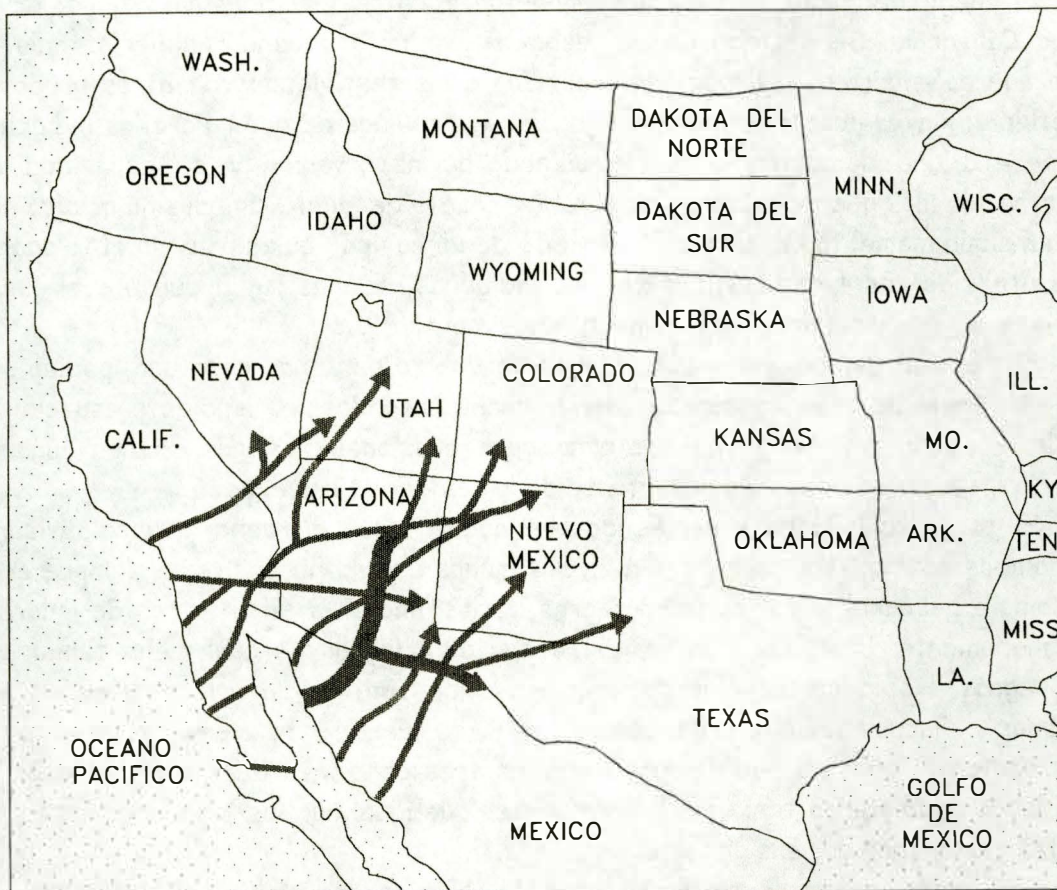 WASH.
MONTANA
DAKOTA DEL
NORTE
MINN.
OREGON
IDAHO
DAKOTA DEL
SUR
WISC.
WYOMING
IOWA
NEBRASKA
NEVADA
UTAH
COLORADO
ILL.
CALIF.
KANSAS
MO.
ARIZONA
KY
NUEVO
MEXICO
OKLAHOMA
ARK.
TEN
MISS
LA.
TEXAS
OCEANO
PACIFICO
GOLFO
DE
MEXICO
MEXICO